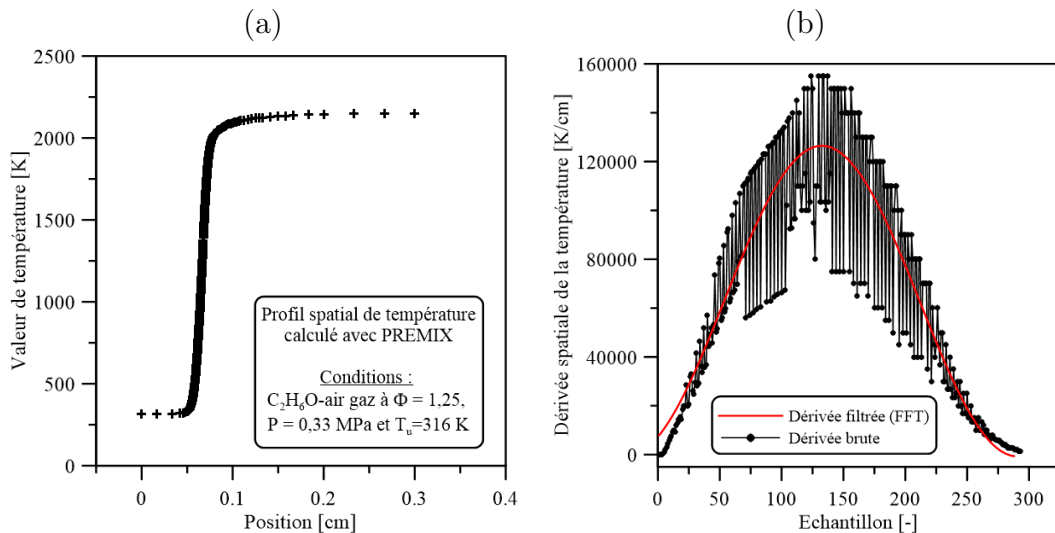 (a)
2500
2000
1500
1000
500
0
Valeur de température [K]
0
0.1
0.2
0.3
0.4
Position [cm]
Profil spatial de température
calculé avec PREMIX
Conditions :
C₂H₆O-air gaz à Φ = 1,25,
P = 0,33 MPa et Tᵤ=316 K
(b)
160000
120000
80000
40000
0
Dérivée spatiale de la température [K/cm]
0
50
100
150
200
250
300
Echantillon [-]
Dérivée filtrée (FFT)
Dérivée brute